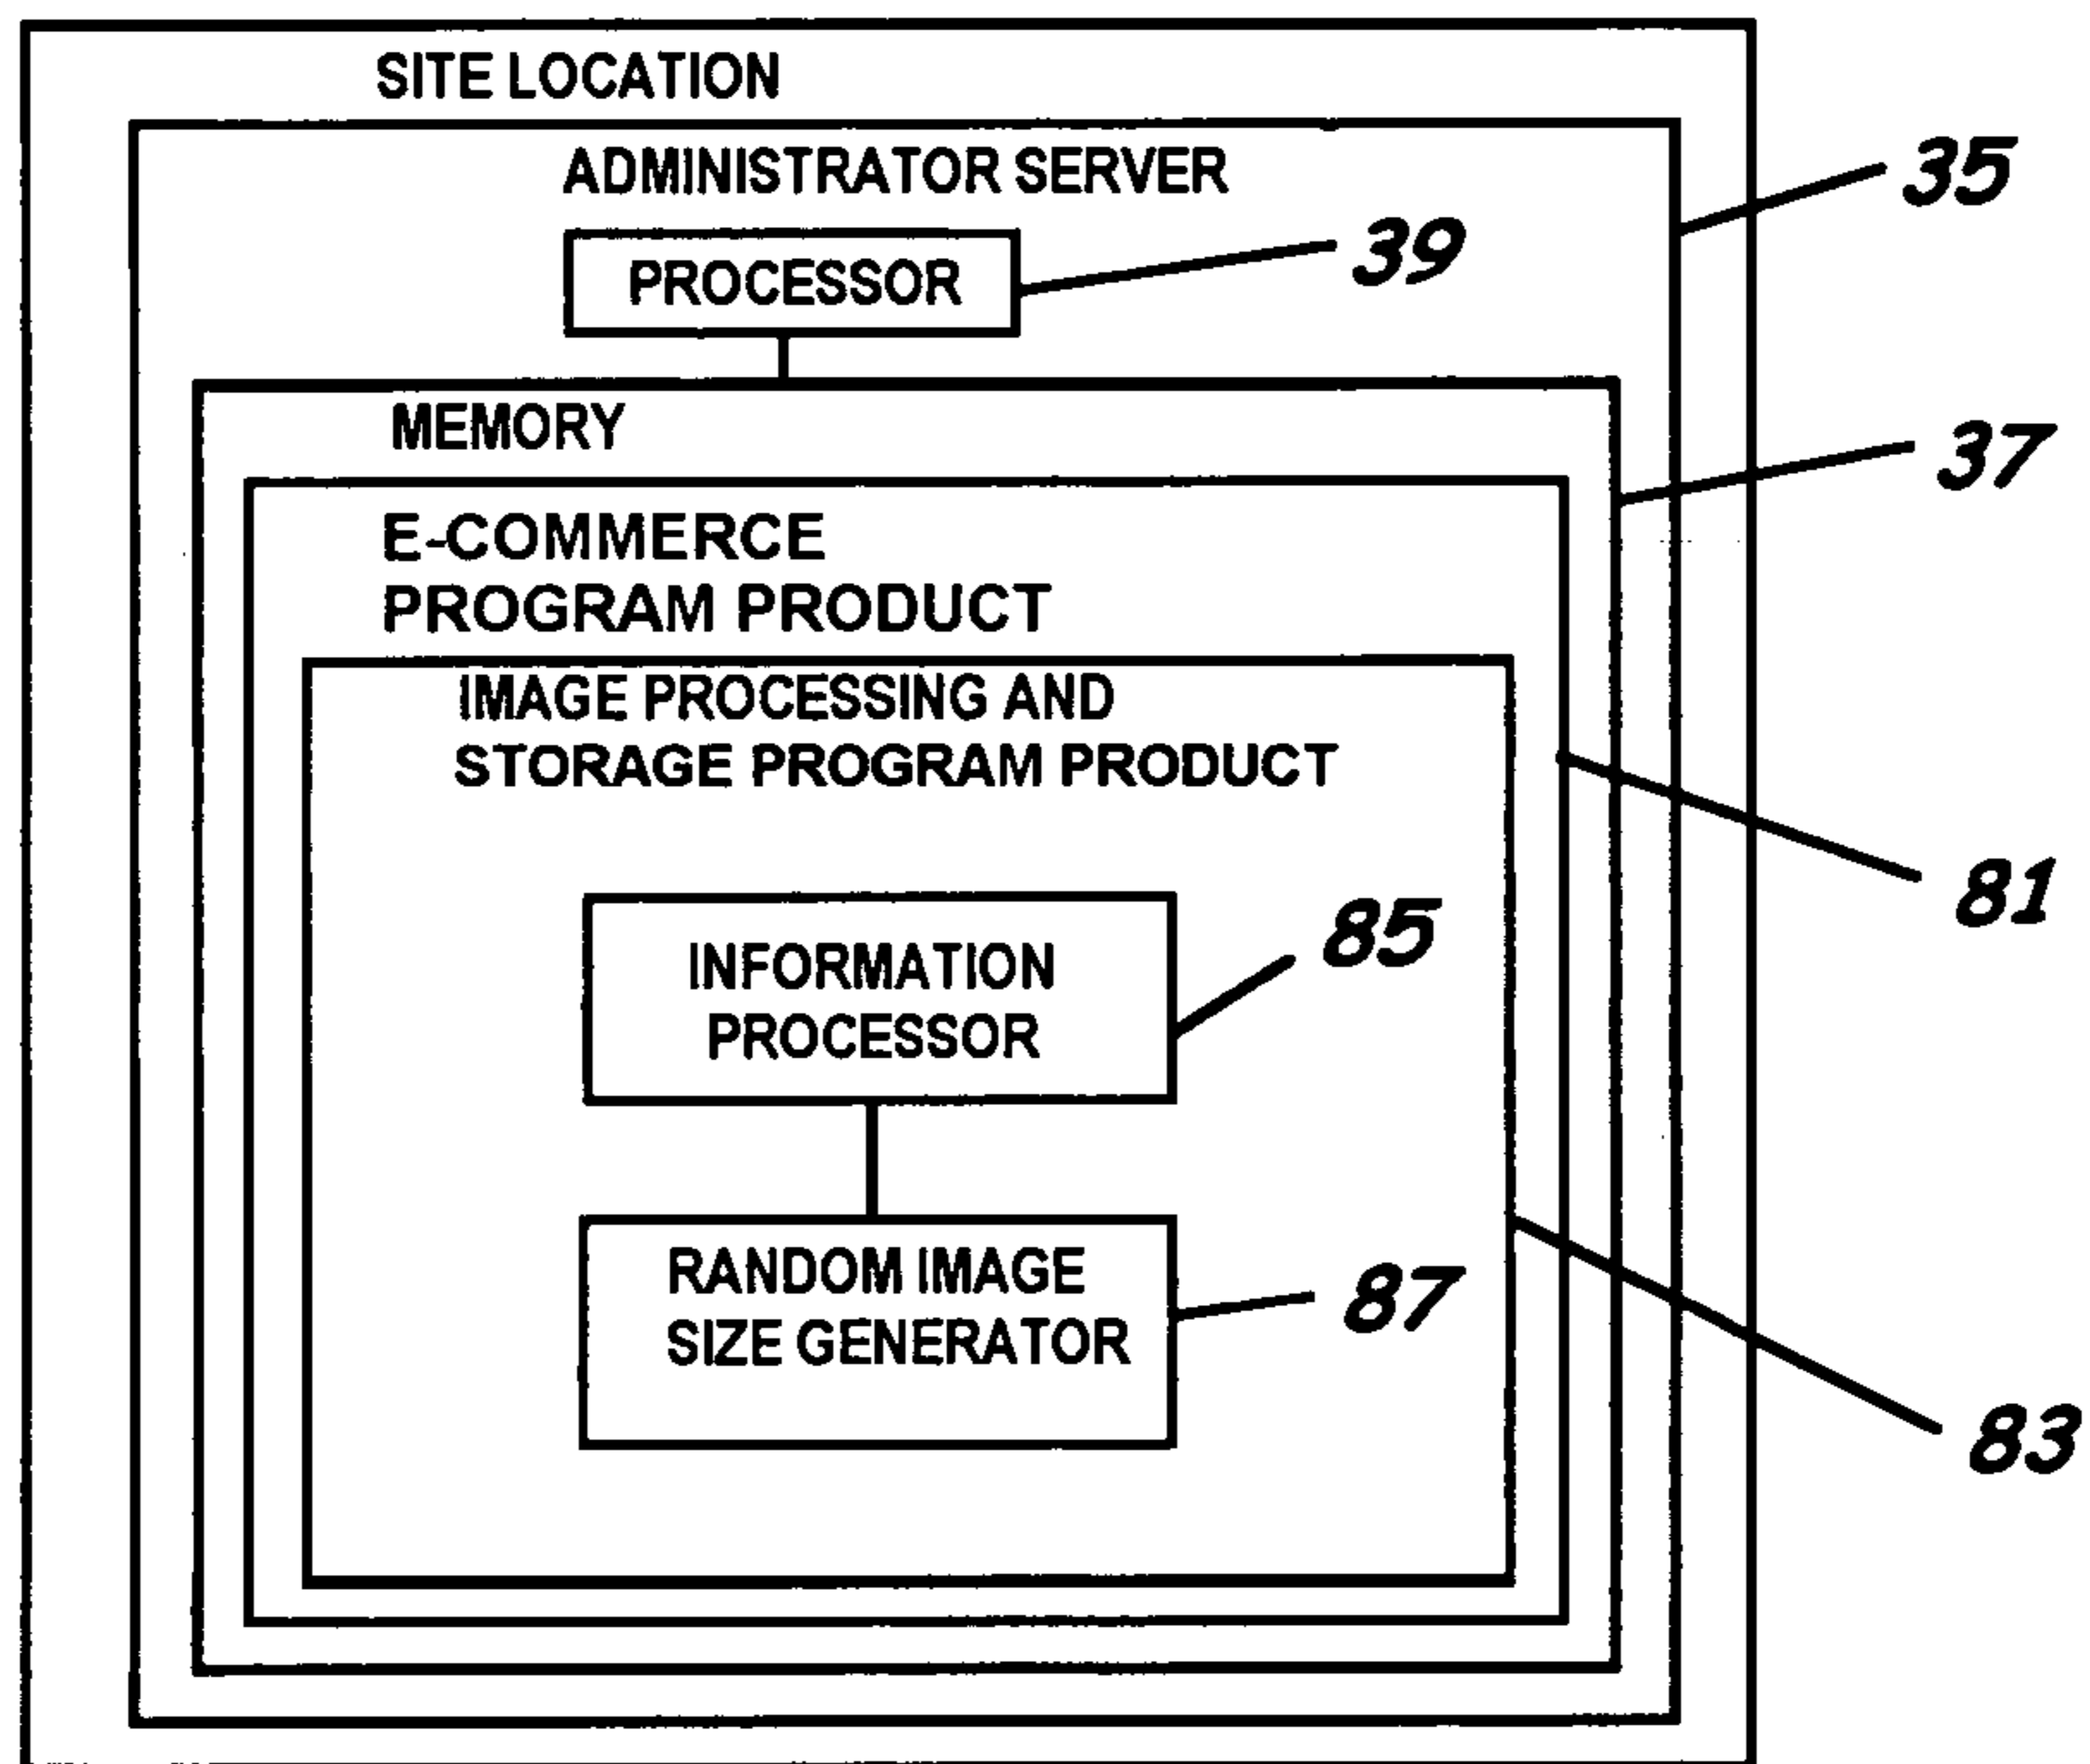 SITE LOCATION
ADMINISTRATOR SERVER
35
PROCESSOR
39
MEMORY
37
E-COMMERCE
PROGRAM PRODUCT
IMAGE PROCESSING AND
STORAGE PROGRAM PRODUCT
81
INFORMATION
PROCESSOR
85
RANDOM IMAGE
SIZE GENERATOR
87
83